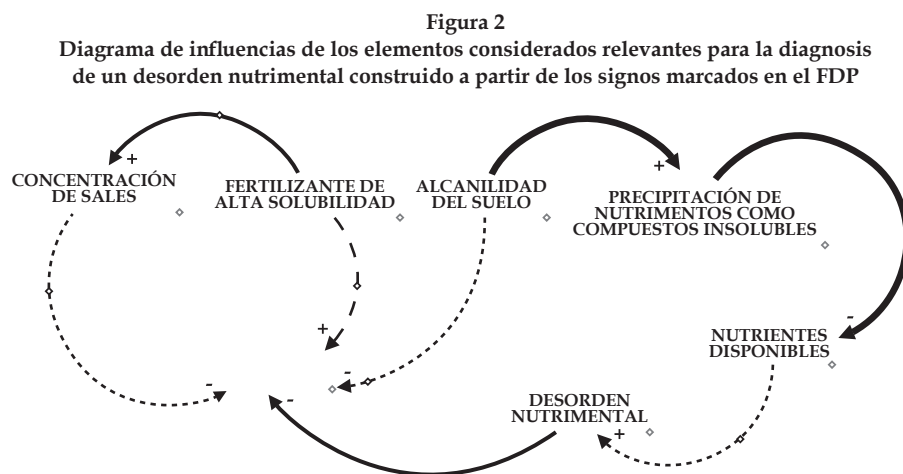 Figura 2
Diagrama de influencias de los elementos considerados relevantes para la diagnosis
de un desorden nutrimental construido a partir de los signos marcados en el FDP
+
+
CONCENTRACIÓN
DE SALES
FERTILIZANTE DE
ALTA SOLUBILIDAD
ALCANILIDAD
DEL SUELO
PRECIPITACIÓN DE
NUTRIMENTOS COMO
COMPUESTOS INSOLUBLES
-
+
NUTRIENTES
DISPONIBLES
-
-
-
DESORDEN
NUTRIMENTAL
+